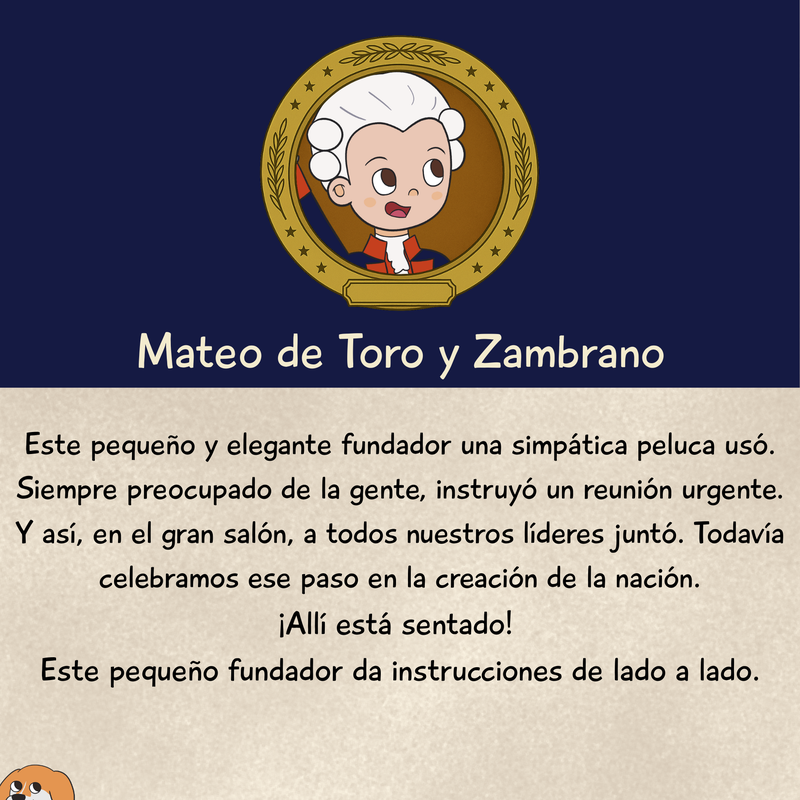 Mateo de Toro y Zambrano
Este pequeño y elegante fundador una simpática peluca usó.
Siempre preocupado de la gente, instruyó un reunión urgente.
Y así, en el gran salón, a todos nuestros líderes juntó. Todavía
celebramos ese paso en la creación de la nación.
¡Allí está sentado!
Este pequeño fundador da instrucciones de lado a lado.